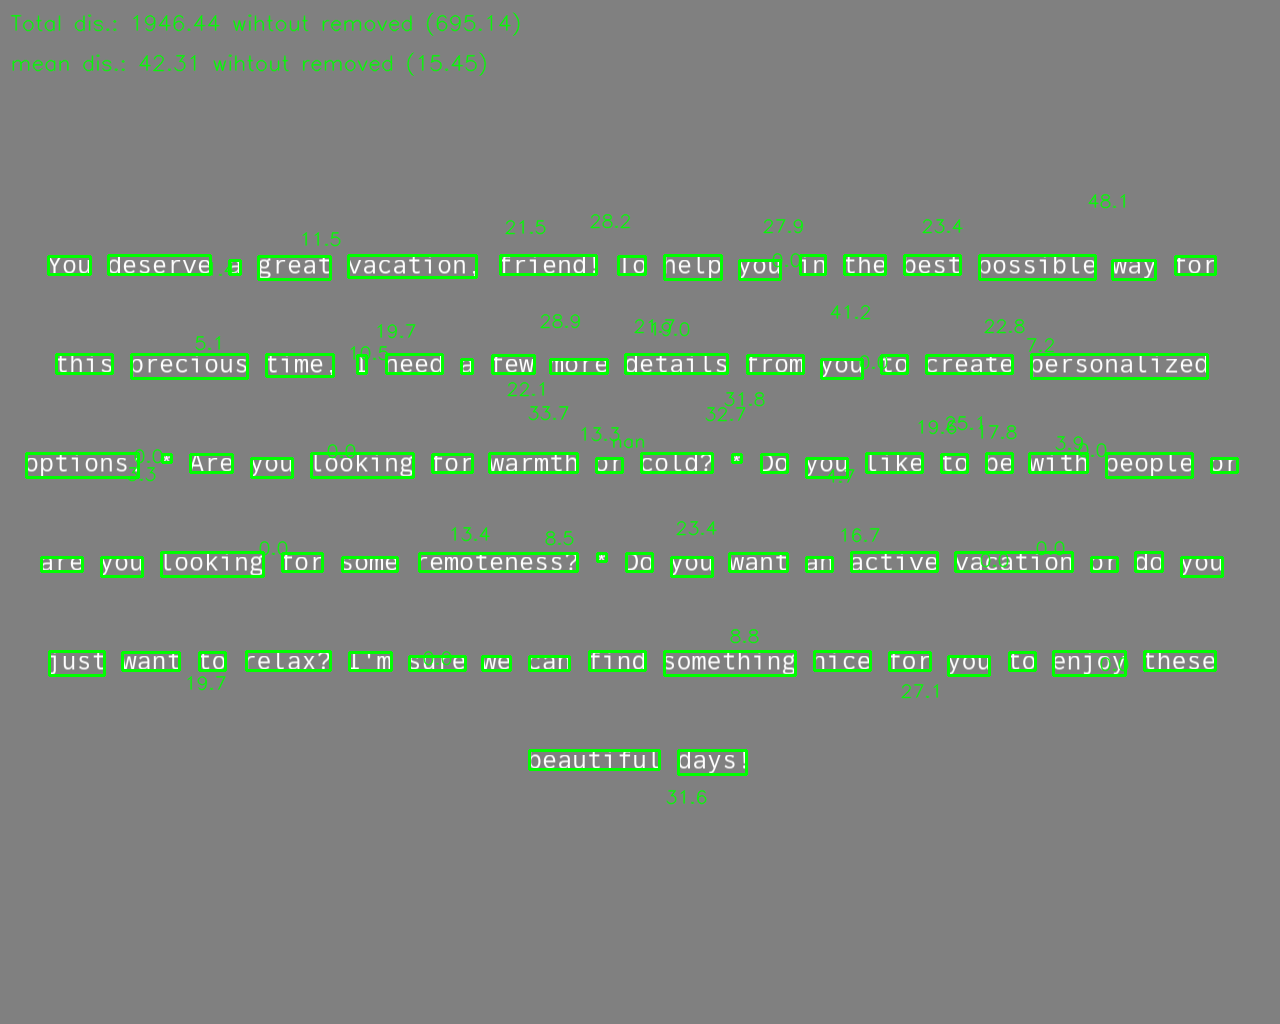 Total dis.: 1946.44 wihtout removed (695.14)
mean dis.: 42.31 wihtout removed (15.45)
48.1
11.5 21.5 28.2 27.9 23.4
You deserve a great vacation, friend! To help you in the best possible way for
0.0
5.1 19.7 28.9 21.7 19.0 41.2 22.8 7.2
10.5
this precious time, I need a few more details from you to create personalized
0.0
22.1 33.7 32.7 31.8
13.3 nan 19.6 25.1 17.8 3.9 0.0
0.0 0.0
options: * Are you looking for warmth or cold? * Do you like to be with people or
3.3
13.4 8.5 23.4 16.7
0.0 0.0
are you looking for some remoteness? * Do you want an active vacation or do you
8.8
just want to relax? I'm sure we can find something nice for you to enjoy these
0.0
19.7 27.1
beautiful days!
31.6